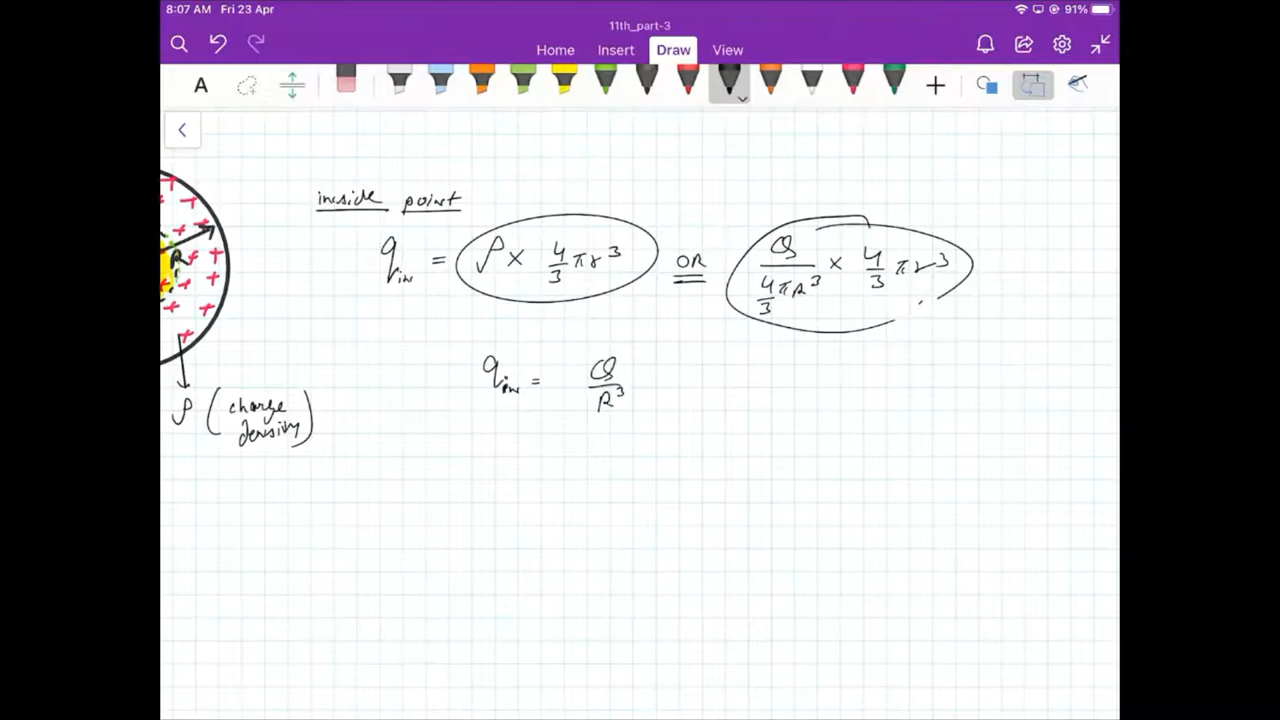 8:07 AM Fri 23 Apr 91%
11th_part-3
Home Insert Draw View
A
inside point
q_in = ρ × 4/3 πr³ OR Q/(4/3 πR³) × 4/3 πr³
R
q_in = Q/R³
ρ (charge density)